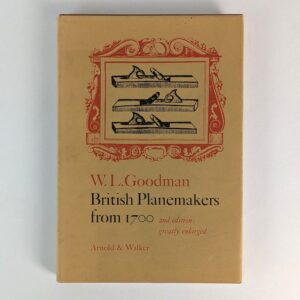 W.L.Goodman
British Planemakers
from 1700 2nd edition:
greatly enlarged
Arnold & Walker